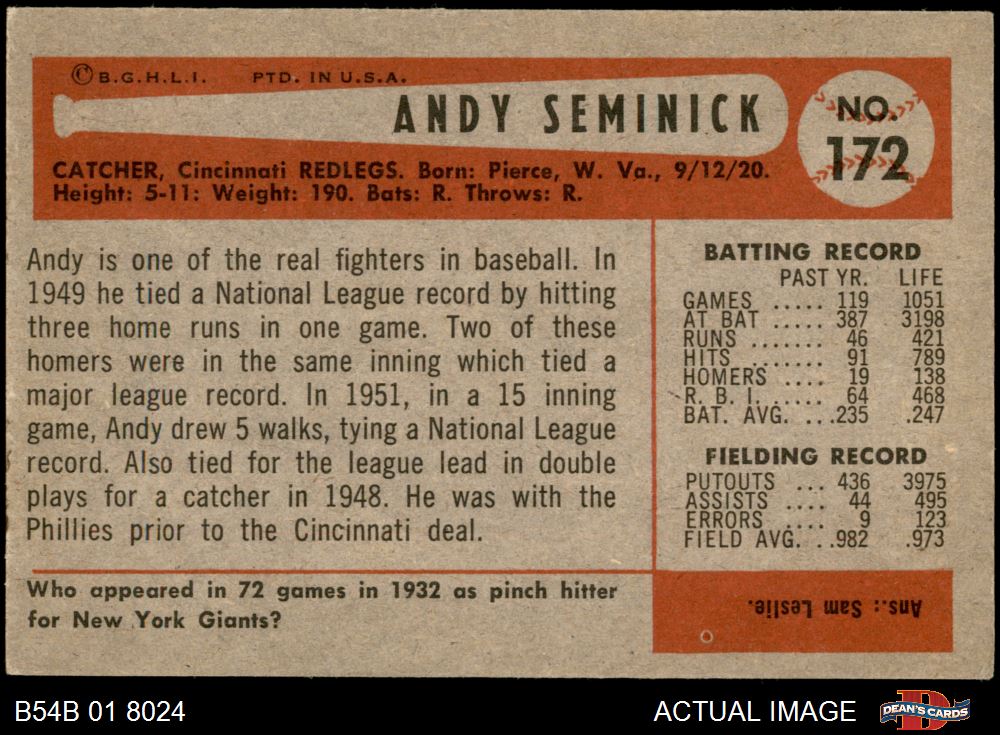 © B.G.H.L.I. PTD. IN U.S.A.
ANDY SEMINICK
NO.
172
CATCHER, Cincinnati REDLEGS. Born: Pierce, W. Va., 9/12/20.
Height: 5-11: Weight: 190. Bats: R. Throws: R.
Andy is one of the real fighters in baseball. In
1949 he tied a National League record by hitting
three home runs in one game. Two of these
homers were in the same inning which tied a
major league record. In 1951, in a 15 inning
game, Andy drew 5 walks, tying a National League
record. Also tied for the league lead in double
plays for a catcher in 1948. He was with the
Phillies prior to the Cincinnati deal.
BATTING RECORD
PAST YR. LIFE
GAMES ..... 119 1051
AT BAT ..... 387 3198
RUNS ....... 46 421
HITS ....... 91 789
HOMERS .... 19 138
R. B. I. ..... 64 468
BAT. AVG. ...235 .247
FIELDING RECORD
PUTOUTS ... 436 3975
ASSISTS .... 44 495
ERRORS .... 9 123
FIELD AVG. ..982 .973
Who appeared in 72 games in 1932 as pinch hitter
for New York Giants?
Ans.: Sam Leslie.
B54B 01 8024
ACTUAL IMAGE
DEAN'S CARDS